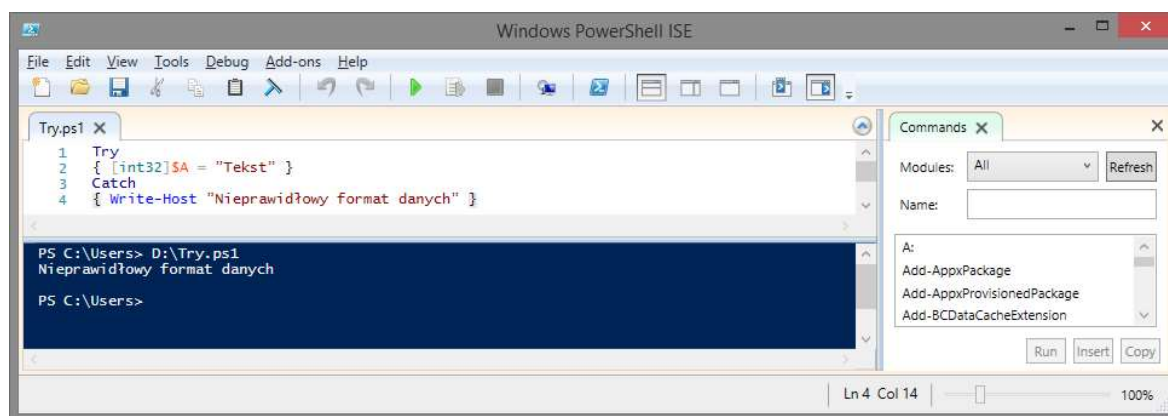 Windows PowerShell ISE
File Edit View Tools Debug Add-ons Help
Try.ps1
1 Try
2 { [int32]$A = "Tekst" }
3 Catch
4 { Write-Host "Nieprawidłowy format danych" }
PS C:\Users> D:\Try.ps1
Nieprawidłowy format danych
PS C:\Users>
Commands
Modules: All Refresh
Name:
A:
Add-AppxPackage
Add-AppxProvisionedPackage
Add-BCDataCacheExtension
Run Insert Copy
Ln 4 Col 14 100%